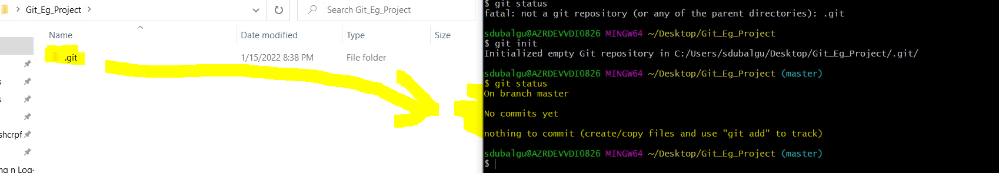 Git_Eg_Project
Search Git_Eg_Project
Name Date modified Type Size
.git 1/15/2022 8:38 PM File folder
shcrpf
$ git status
fatal: not a git repository (or any of the parent directories): .git
sdubalgu@AZRDEVVDI0826 MINGW64 ~/Desktop/Git_Eg_Project
$ git init
Initialized empty Git repository in C:/Users/sdubalgu/Desktop/Git_Eg_Project/.git/
sdubalgu@AZRDEVVDI0826 MINGW64 ~/Desktop/Git_Eg_Project (master)
$ git status
On branch master
No commits yet
nothing to commit (create/copy files and use "git add" to track)
sdubalgu@AZRDEVVDI0826 MINGW64 ~/Desktop/Git_Eg_Project (master)
$